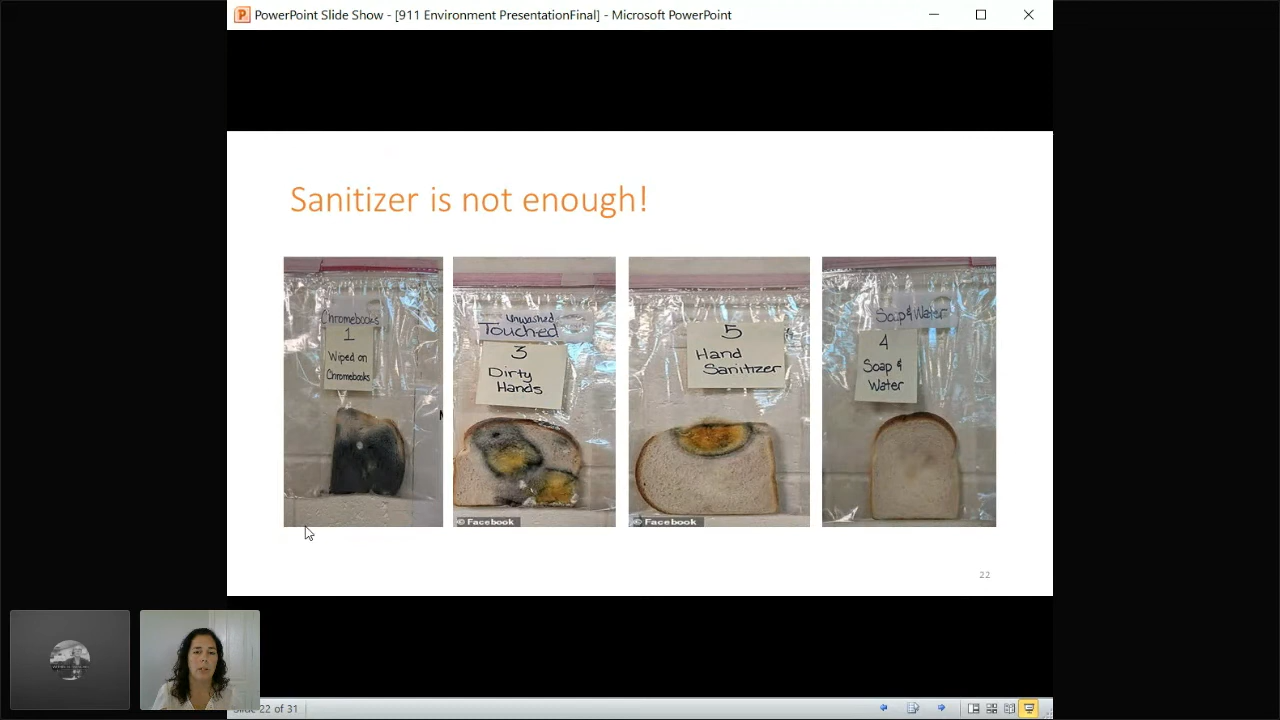 PowerPoint Slide Show - [911 Environment PresentationFinal] - Microsoft PowerPoint
Sanitizer is not enough!
Chromebooks
1
Wiped on
Chromebooks
Unwashed
Touched
3
Dirty
Hands
© Facebook
5
Hand
Sanitizer
© Facebook
Soap & Water
4
Soap &
Water
22
Slide 22 of 31